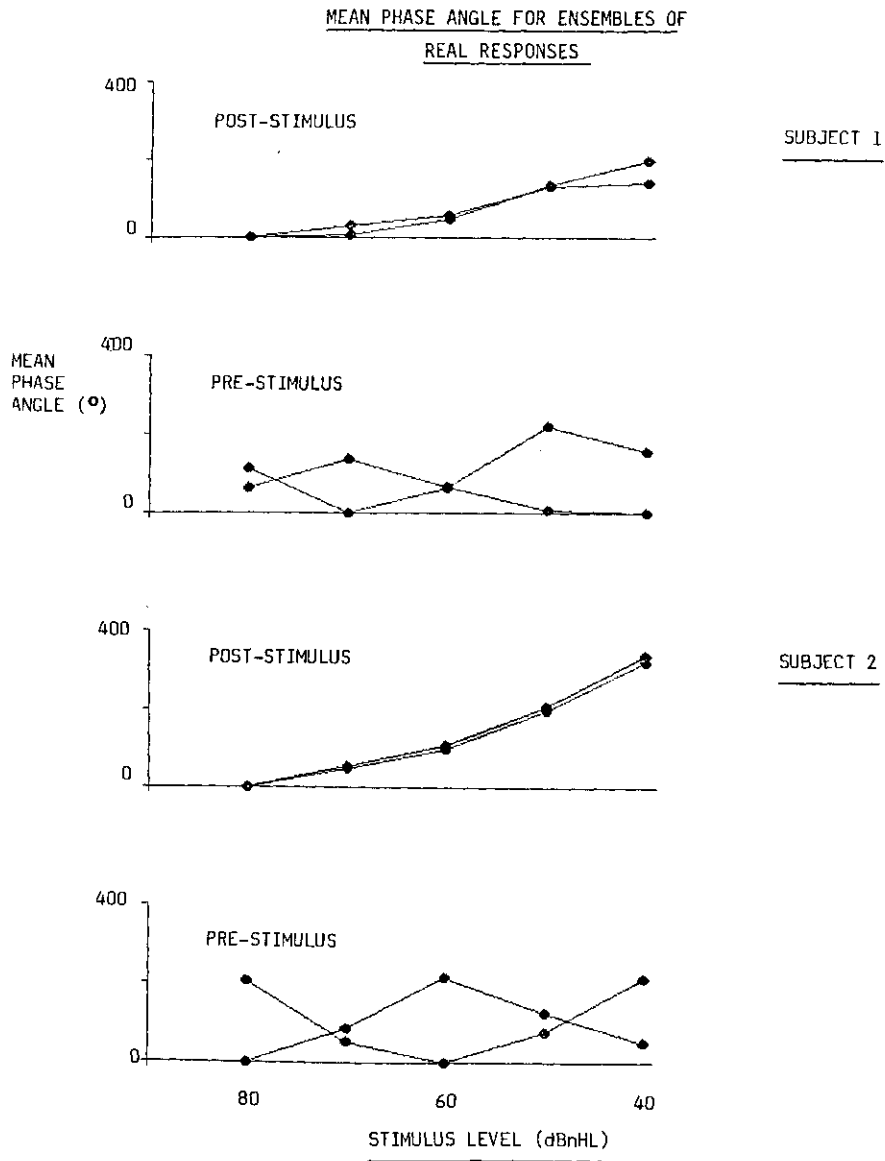 MEAN PHASE ANGLE FOR ENSEMBLES OF
REAL RESPONSES
400
POST-STIMULUS
SUBJECT 1
0
MEAN
PHASE
ANGLE (º)
400
PRE-STIMULUS
0
400
POST-STIMULUS
SUBJECT 2
0
400
PRE-STIMULUS
0
80 60 40
STIMULUS LEVEL (dBnHL)